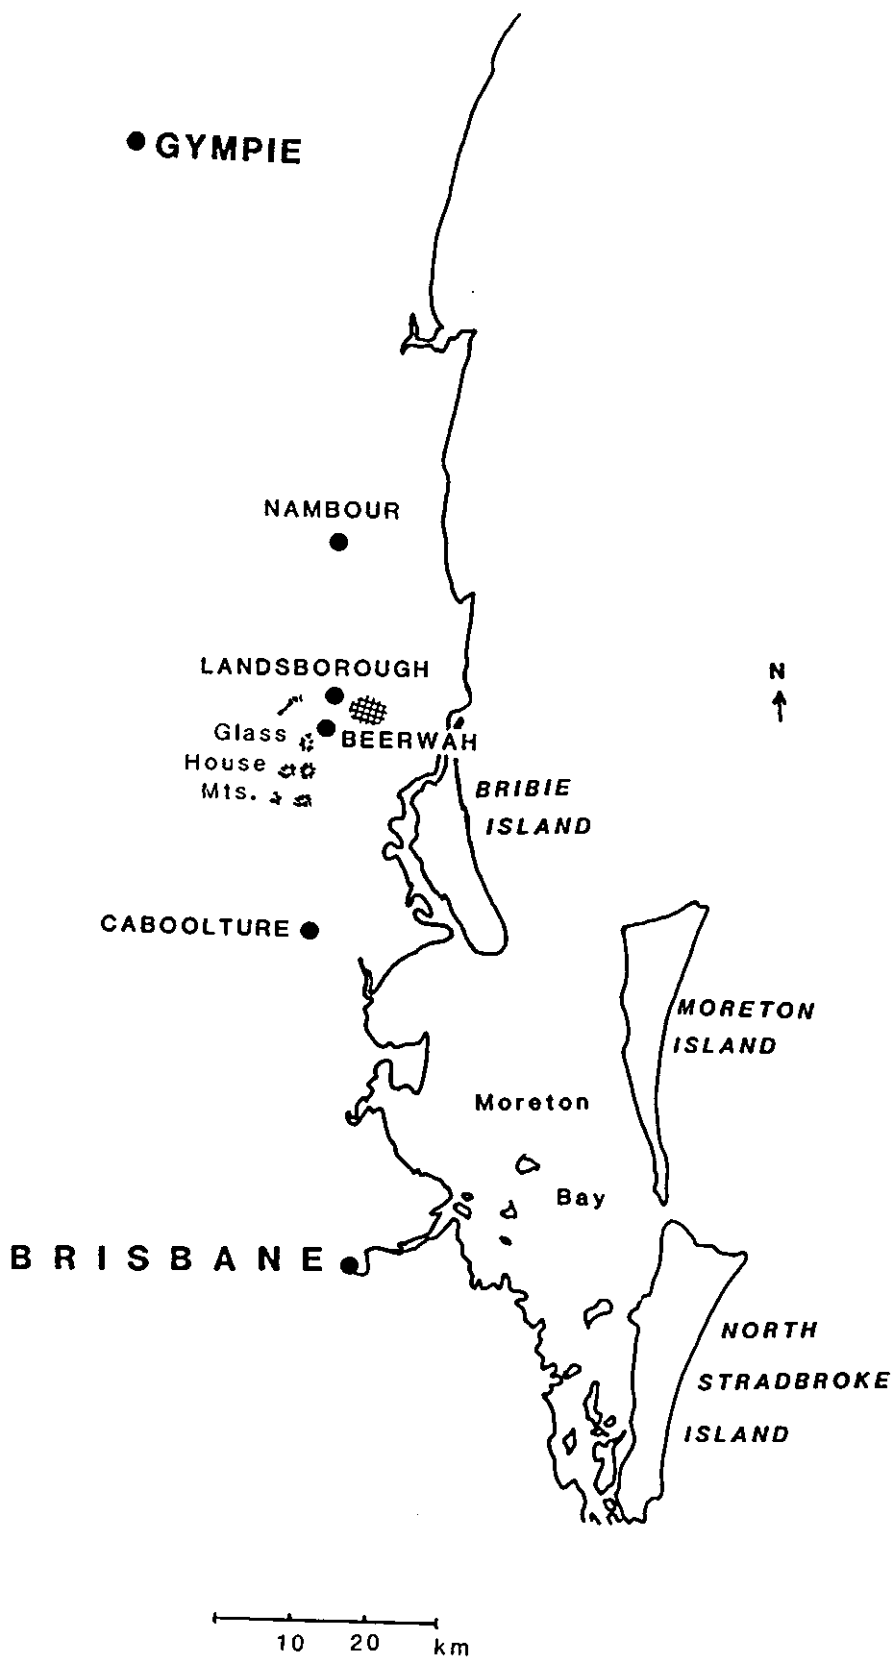 GYMPIE
NAMBOUR
LANDSBOROUGH
Glass
BEERWAH
House
Mts.
N
BRIBIE
ISLAND
CABOOLTURE
MORETON
ISLAND
Moreton
Bay
BRISBANE
NORTH
STRADBROKE
ISLAND
10 20 km